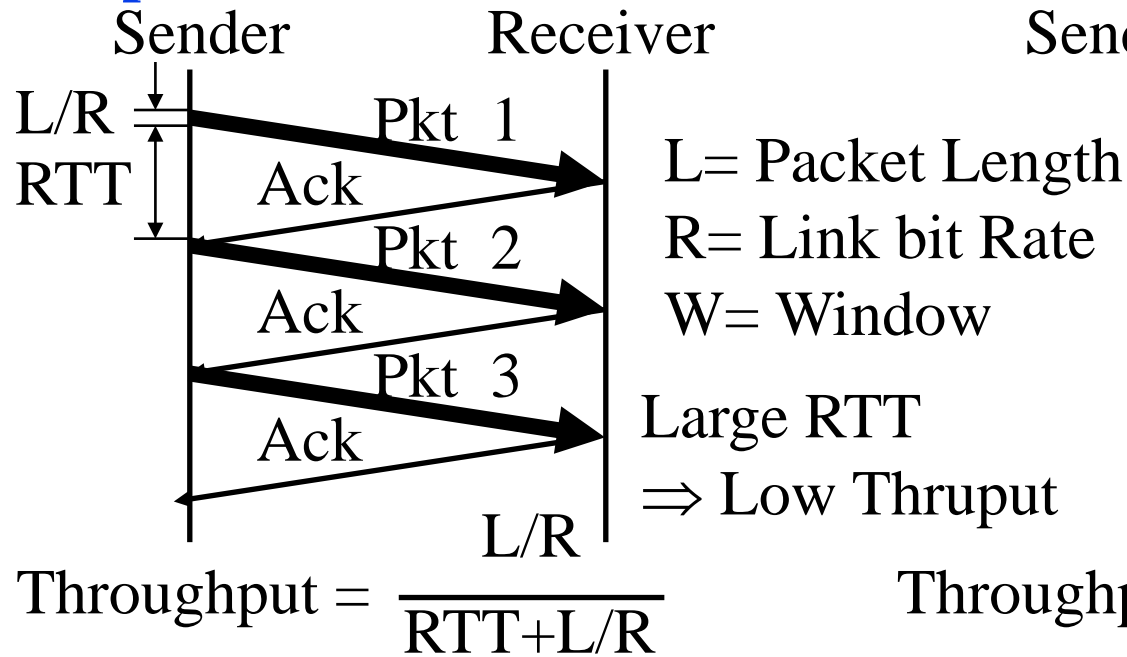 Sender Receiver
L/R
RTT
Pkt 1
Ack
Pkt 2
Ack
Pkt 3
Ack
L= Packet Length
R= Link bit Rate
W= Window
Large RTT
⇒ Low Thruput
Throughput = L/R
RTT+L/R
Send
Throughp